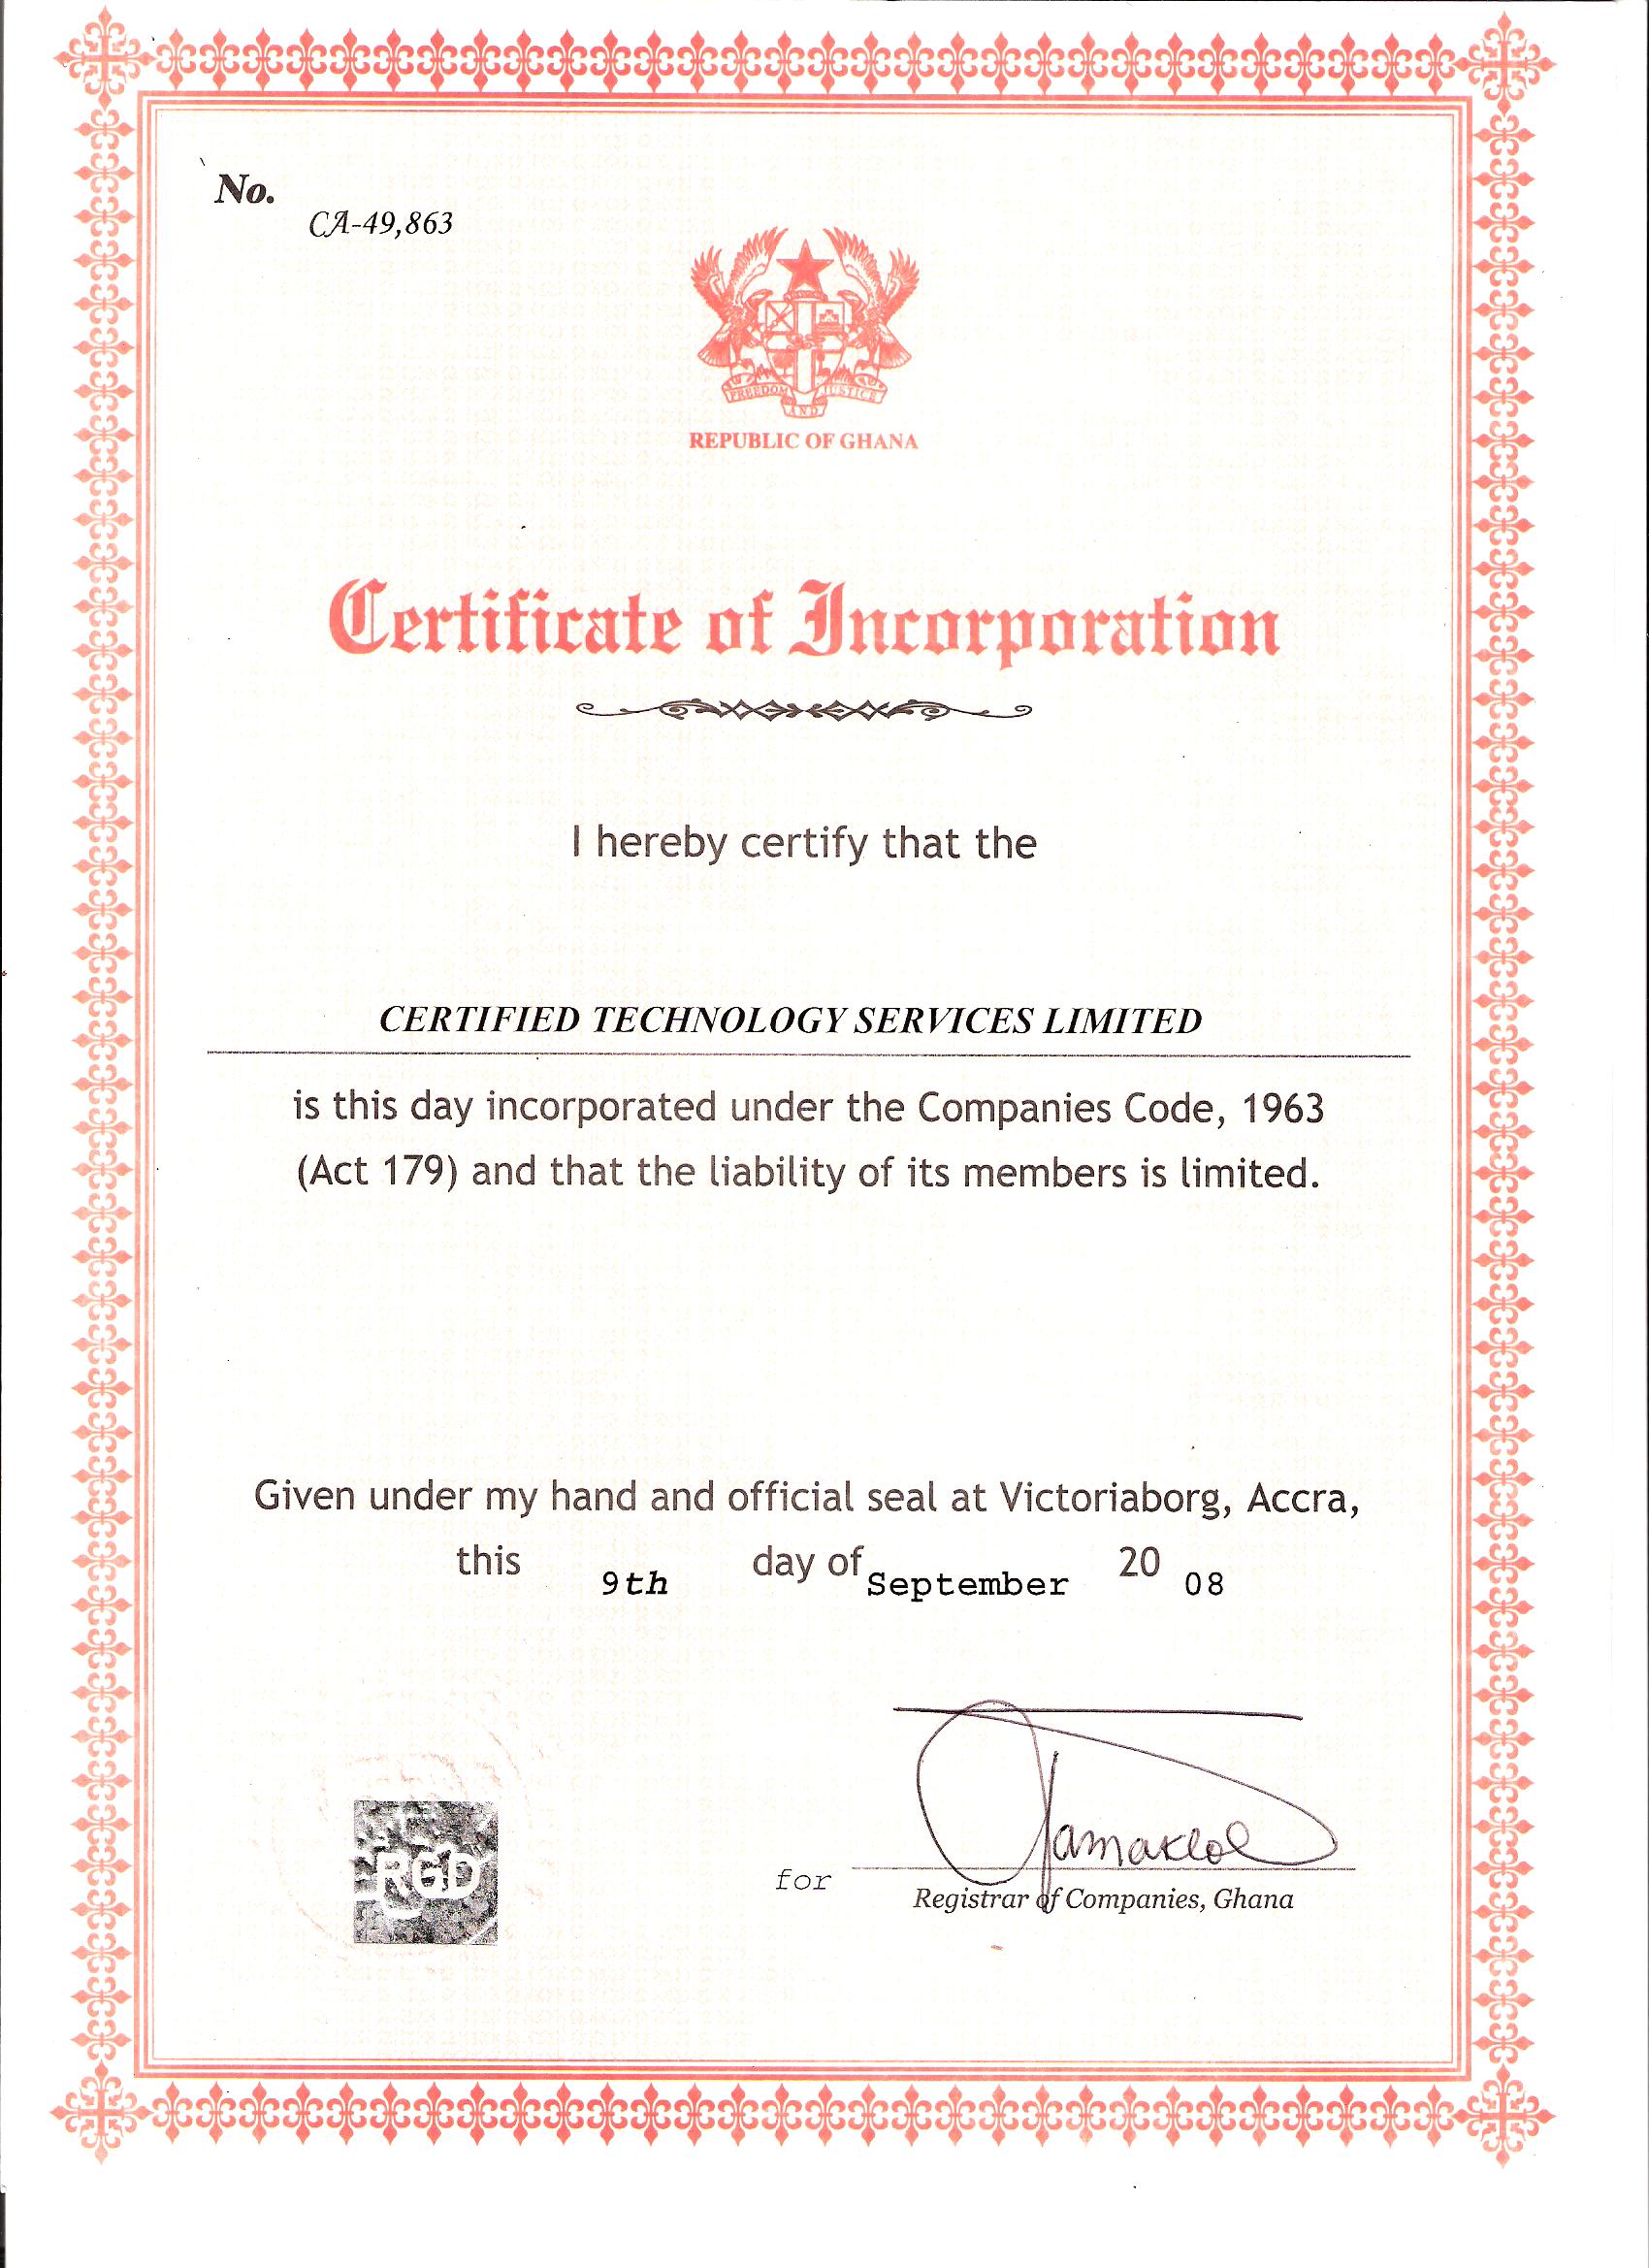 No.
CA-49,863
FREEDOM AND JUSTICE
REPUBLIC OF GHANA
Certificate of Incorporation
I hereby certify that the
CERTIFIED TECHNOLOGY SERVICES LIMITED
is this day incorporated under the Companies Code, 1963
(Act 179) and that the liability of its members is limited.
Given under my hand and official seal at Victoriaborg, Accra,
this 9th day of September 20 08
RGD
for
Registrar of Companies, Ghana